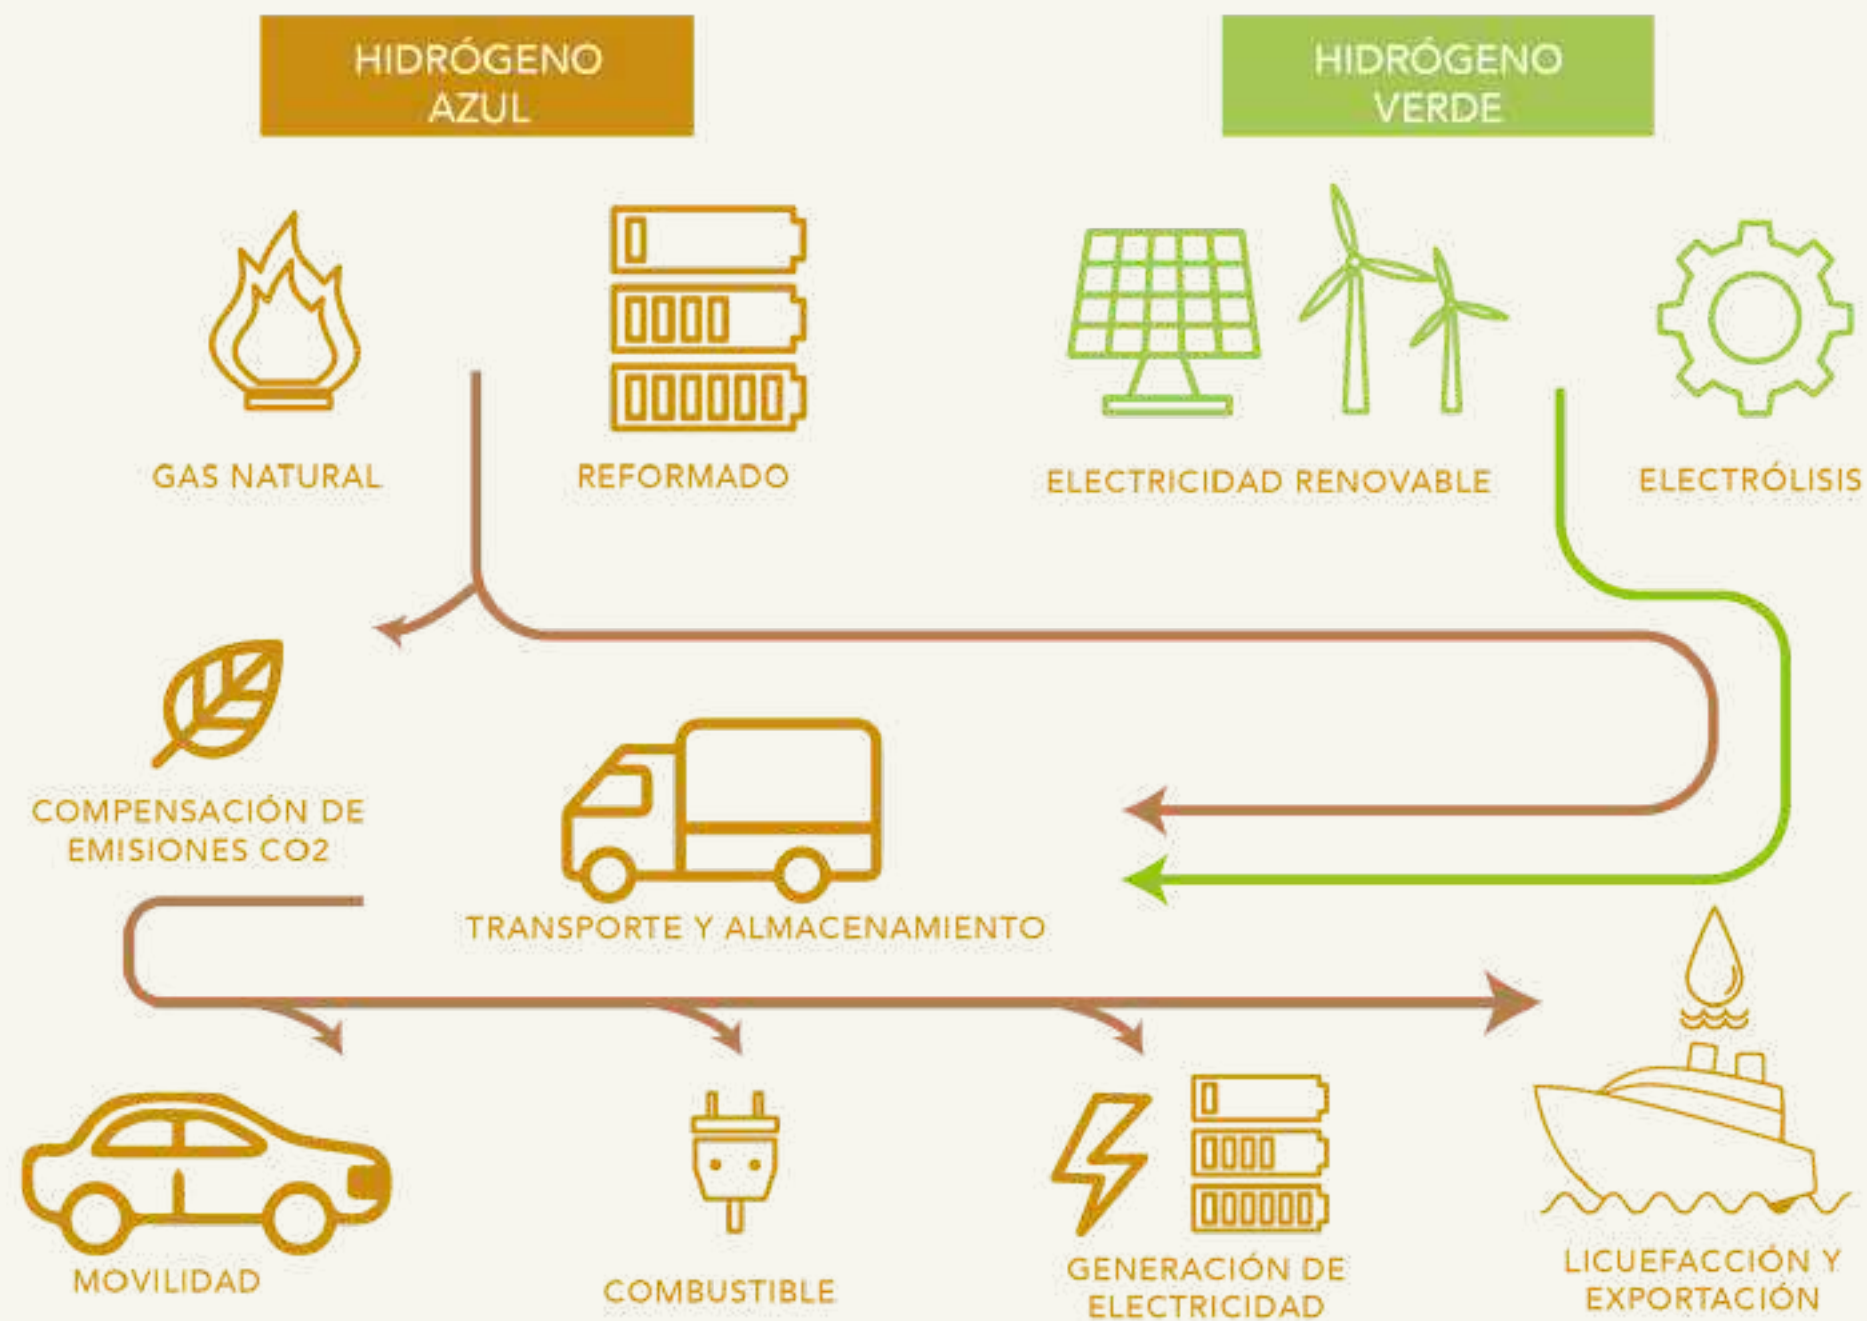 HIDRÓGENO
AZUL
HIDRÓGENO
VERDE
GAS NATURAL
REFORMADO
ELECTRICIDAD RENOVABLE
ELECTRÓLISIS
COMPENSACIÓN DE
EMISIONES CO2
TRANSPORTE Y ALMACENAMIENTO
MOVILIDAD
COMBUSTIBLE
GENERACIÓN DE
ELECTRICIDAD
LICUEFACCIÓN Y
EXPORTACIÓN